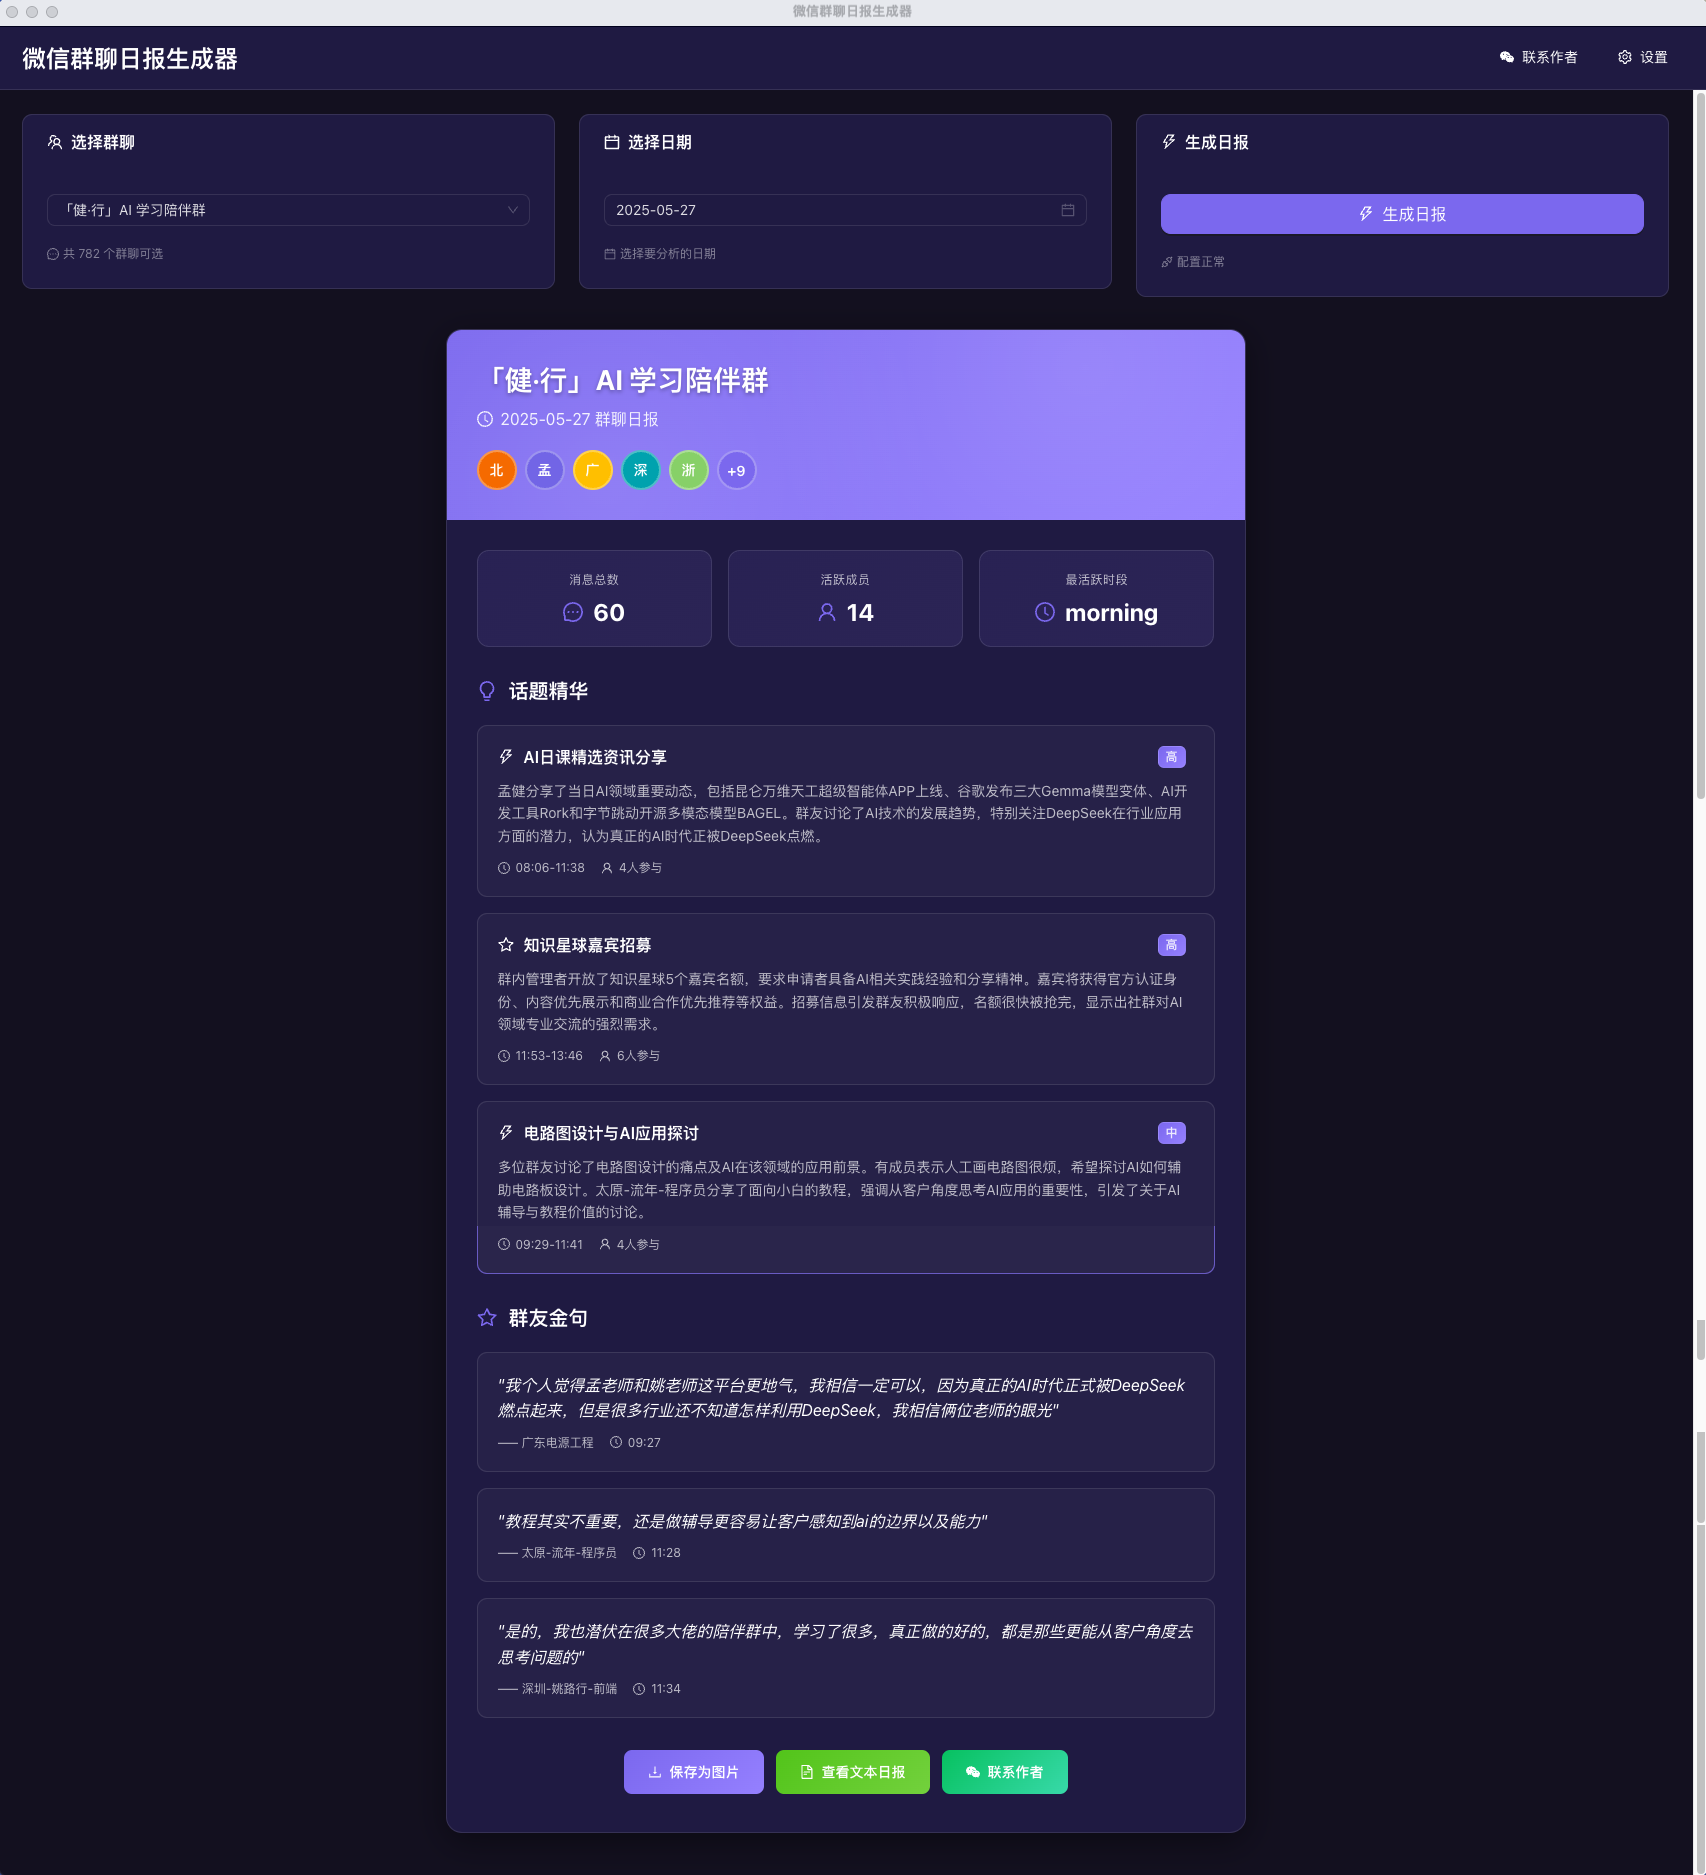 微信群聊日报生成器
微信群聊日报生成器
联系作者
设置
选择群聊
「健·行」AI 学习陪伴群
共 782 个群聊可选
选择日期
2025-05-27
选择要分析的日期
生成日报
生成日报
配置正常
「健·行」AI 学习陪伴群
2025-05-27 群聊日报
北 孟 广 深 浙 +9
消息总数
60
活跃成员
14
最活跃时段
morning
话题精华
AI日课精选资讯分享
高
孟健分享了当日AI领域重要动态，包括昆仑万维天工超级智能体APP上线、谷歌发布三大Gemma模型变体、AI开
发工具Rork和字节跳动开源多模态模型BAGEL。群友讨论了AI技术的发展趋势，特别关注DeepSeek在行业应用
方面的潜力，认为真正的AI时代正被DeepSeek点燃。
08:06-11:38 4人参与
知识星球嘉宾招募
高
群内管理者开放了知识星球5个嘉宾名额，要求申请者具备AI相关实践经验和分享精神。嘉宾将获得官方认证身
份、内容优先展示和商业合作优先推荐等权益。招募信息引发群友积极响应，名额很快被抢完，显示出社群对AI
领域专业交流的强烈需求。
11:53-13:46 6人参与
电路图设计与AI应用探讨
中
多位群友讨论了电路图设计的痛点及AI在该领域的应用前景。有成员表示人工画电路图很烦，希望探讨AI如何辅
助电路板设计。太原-流年-程序员分享了面向小白的教程，强调从客户角度思考AI应用的重要性，引发了关于AI
辅导与教程价值的讨论。
09:29-11:41 4人参与
群友金句
"我个人觉得孟老师和姚老师这平台更地气，我相信一定可以，因为真正的AI时代正式被DeepSeek
燃点起来，但是很多行业还不知道怎样利用DeepSeek，我相信俩位老师的眼光"
—— 广东电源工程 09:27
"教程其实不重要，还是做辅导更容易让客户感知到ai的边界以及能力"
—— 太原-流年-程序员 11:28
"是的，我也潜伏在很多大佬的陪伴群中，学习了很多，真正做的好的，都是那些更能从客户角度去
思考问题的"
—— 深圳-姚路行-前端 11:34
保存为图片
查看文本日报
联系作者